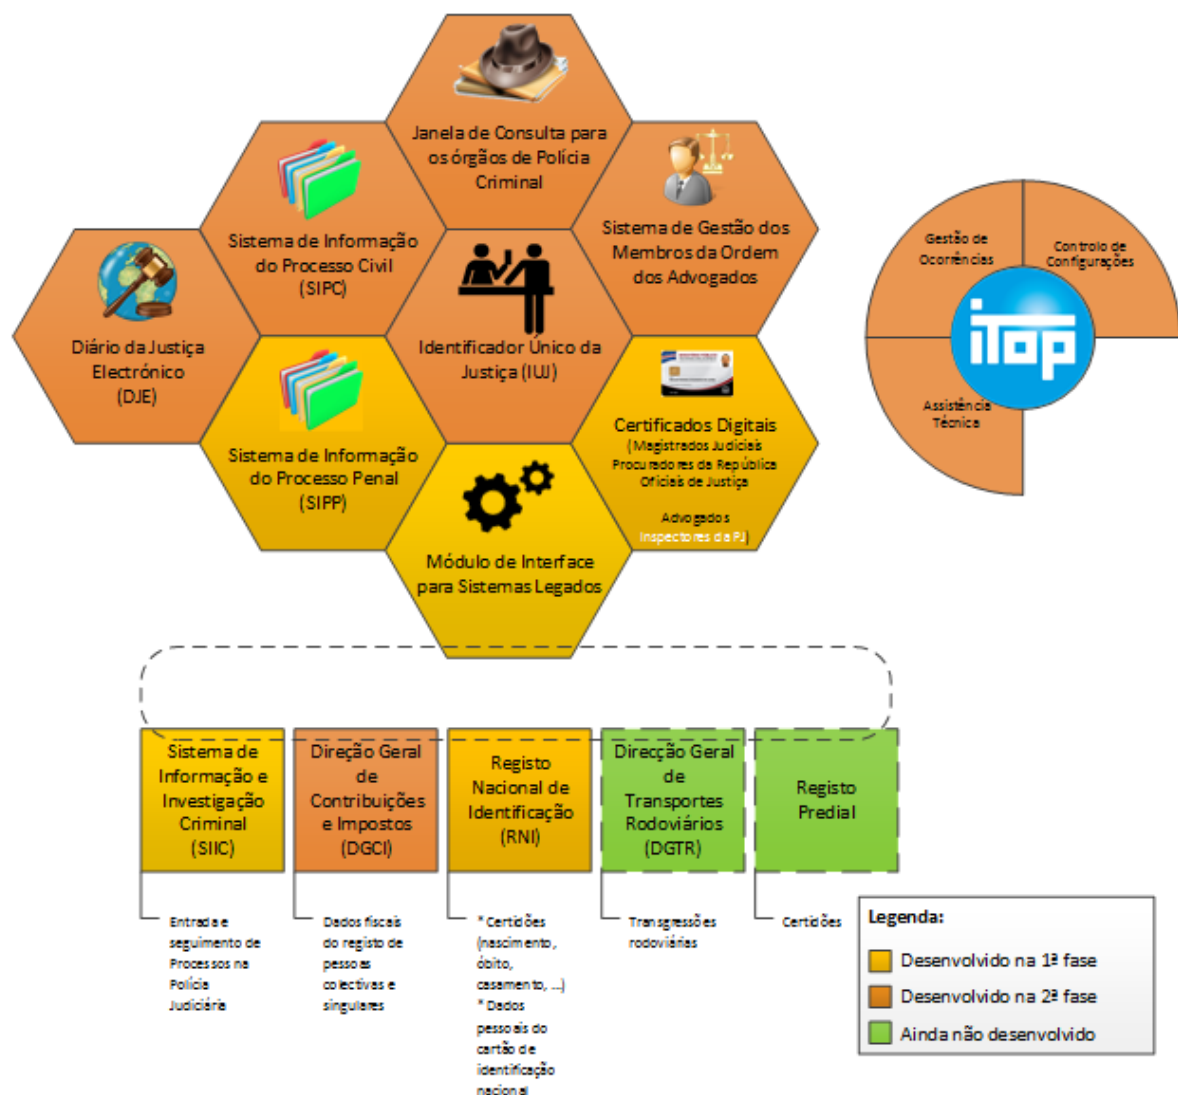 Janela de Consulta para
os órgãos de Polícia
Criminal
Sistema de Informação
do Processo Civil
(SIPC)
Sistema de Gestão dos
Membros da Ordem
dos Advogados
Diário da Justiça
Electrónico
(DJE)
Identificador Único da
Justiça (IUJ)
Sistema de Informação
do Processo Penal
(SIPP)
Certificados Digitais
(Magistrados Judiciais
Procuradores da República
Oficiais de Justiça
Advogados
Inspectores da PJ)
Módulo de Interface
para Sistemas Legados
Gestão de
Ocorrências
Controlo de
Configurações
iTop
Assistência
Técnica
Sistema de
Informação e
Investigação
Criminal
(SIIC)
Direção Geral
de
Contribuições
e Impostos
(DGCI)
Registo
Nacional de
Identificação
(RNI)
Direcção Geral
de
Transportes
Rodoviários
(DGTR)
Registo
Predial
Entrada e
seguimento de
Processos na
Polícia
Judiciária
Dados fiscais
do registo de
pessoas
colectivas e
singulares
* Certidões
(nascimento,
óbito,
casamento, ...)
* Dados
pessoais do
cartão de
identificação
nacional
Transgressões
rodoviárias
Certidões
Legenda:
Desenvolvido na 1ª fase
Desenvolvido na 2ª fase
Ainda não desenvolvido